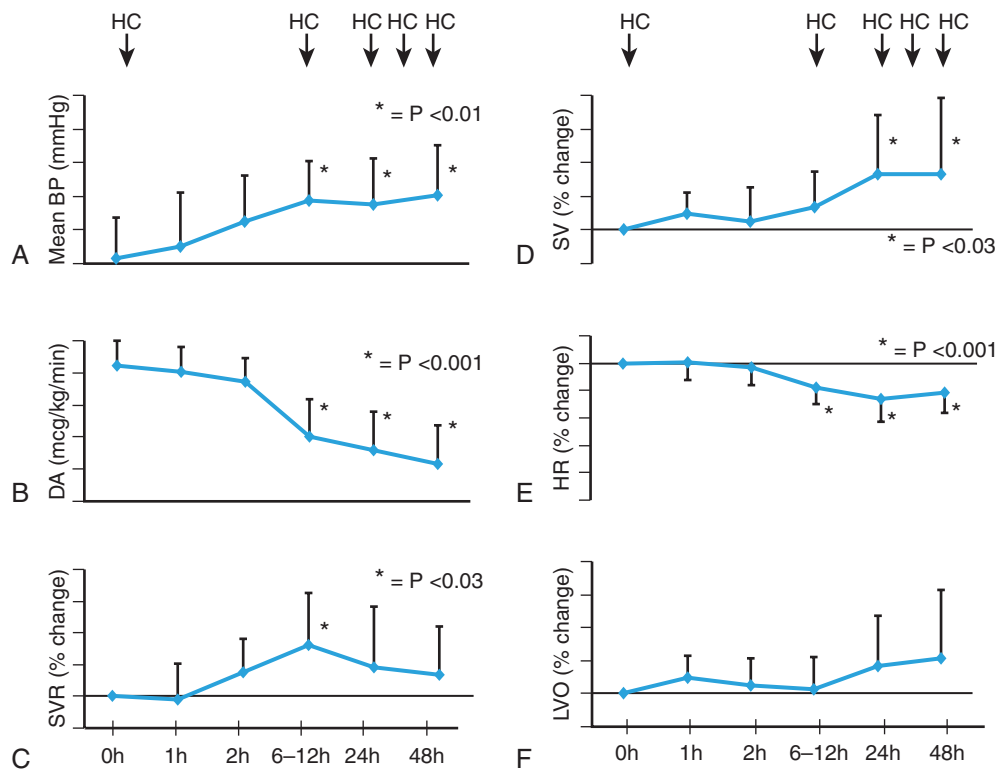 HC HC HC HC HC
HC HC HC HC HC
A
Mean BP (mmHg)
* = P <0.01
* * *
D
SV (% change)
* *
* = P <0.03
B
DA (mcg/kg/min)
* = P <0.001
* * *
E
HR (% change)
* = P <0.001
* * *
C
SVR (% change)
* = P <0.03
*
0h 1h 2h 6–12h 24h 48h
F
LVO (% change)
0h 1h 2h 6–12h 24h 48h